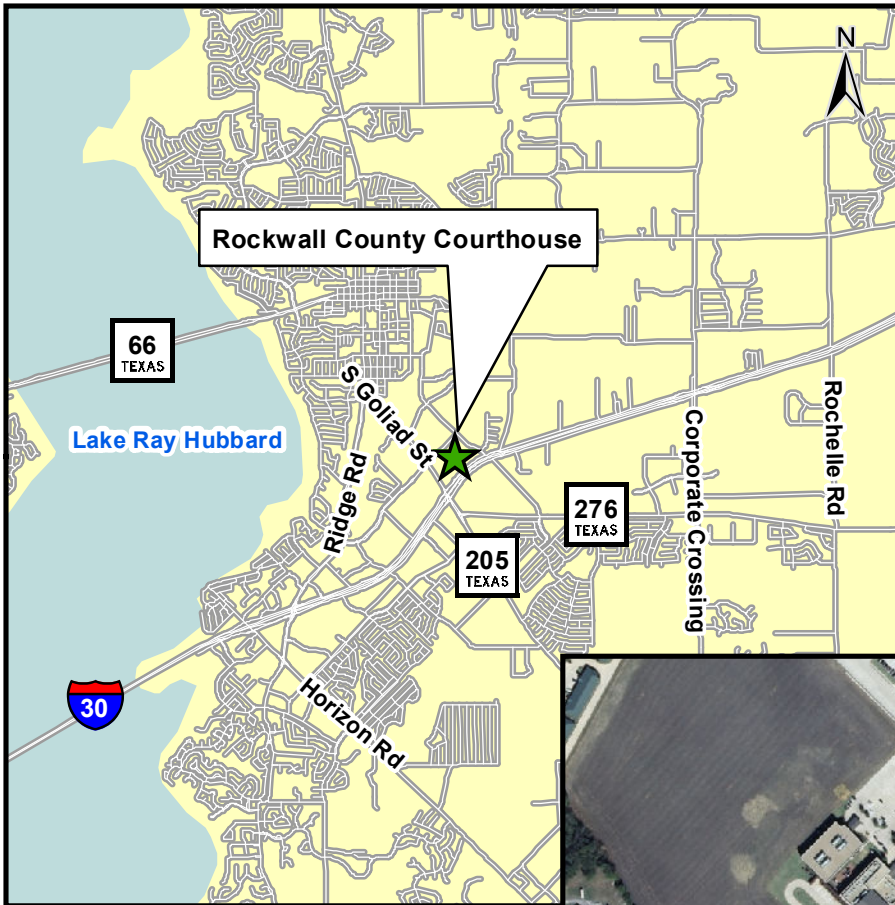 N
Rockwall County Courthouse
66
TEXAS
S Goliad St
Lake Ray Hubbard
Ridge Rd
Corporate Crossing
Rochelle Rd
276
TEXAS
205
TEXAS
30
Horizon Rd